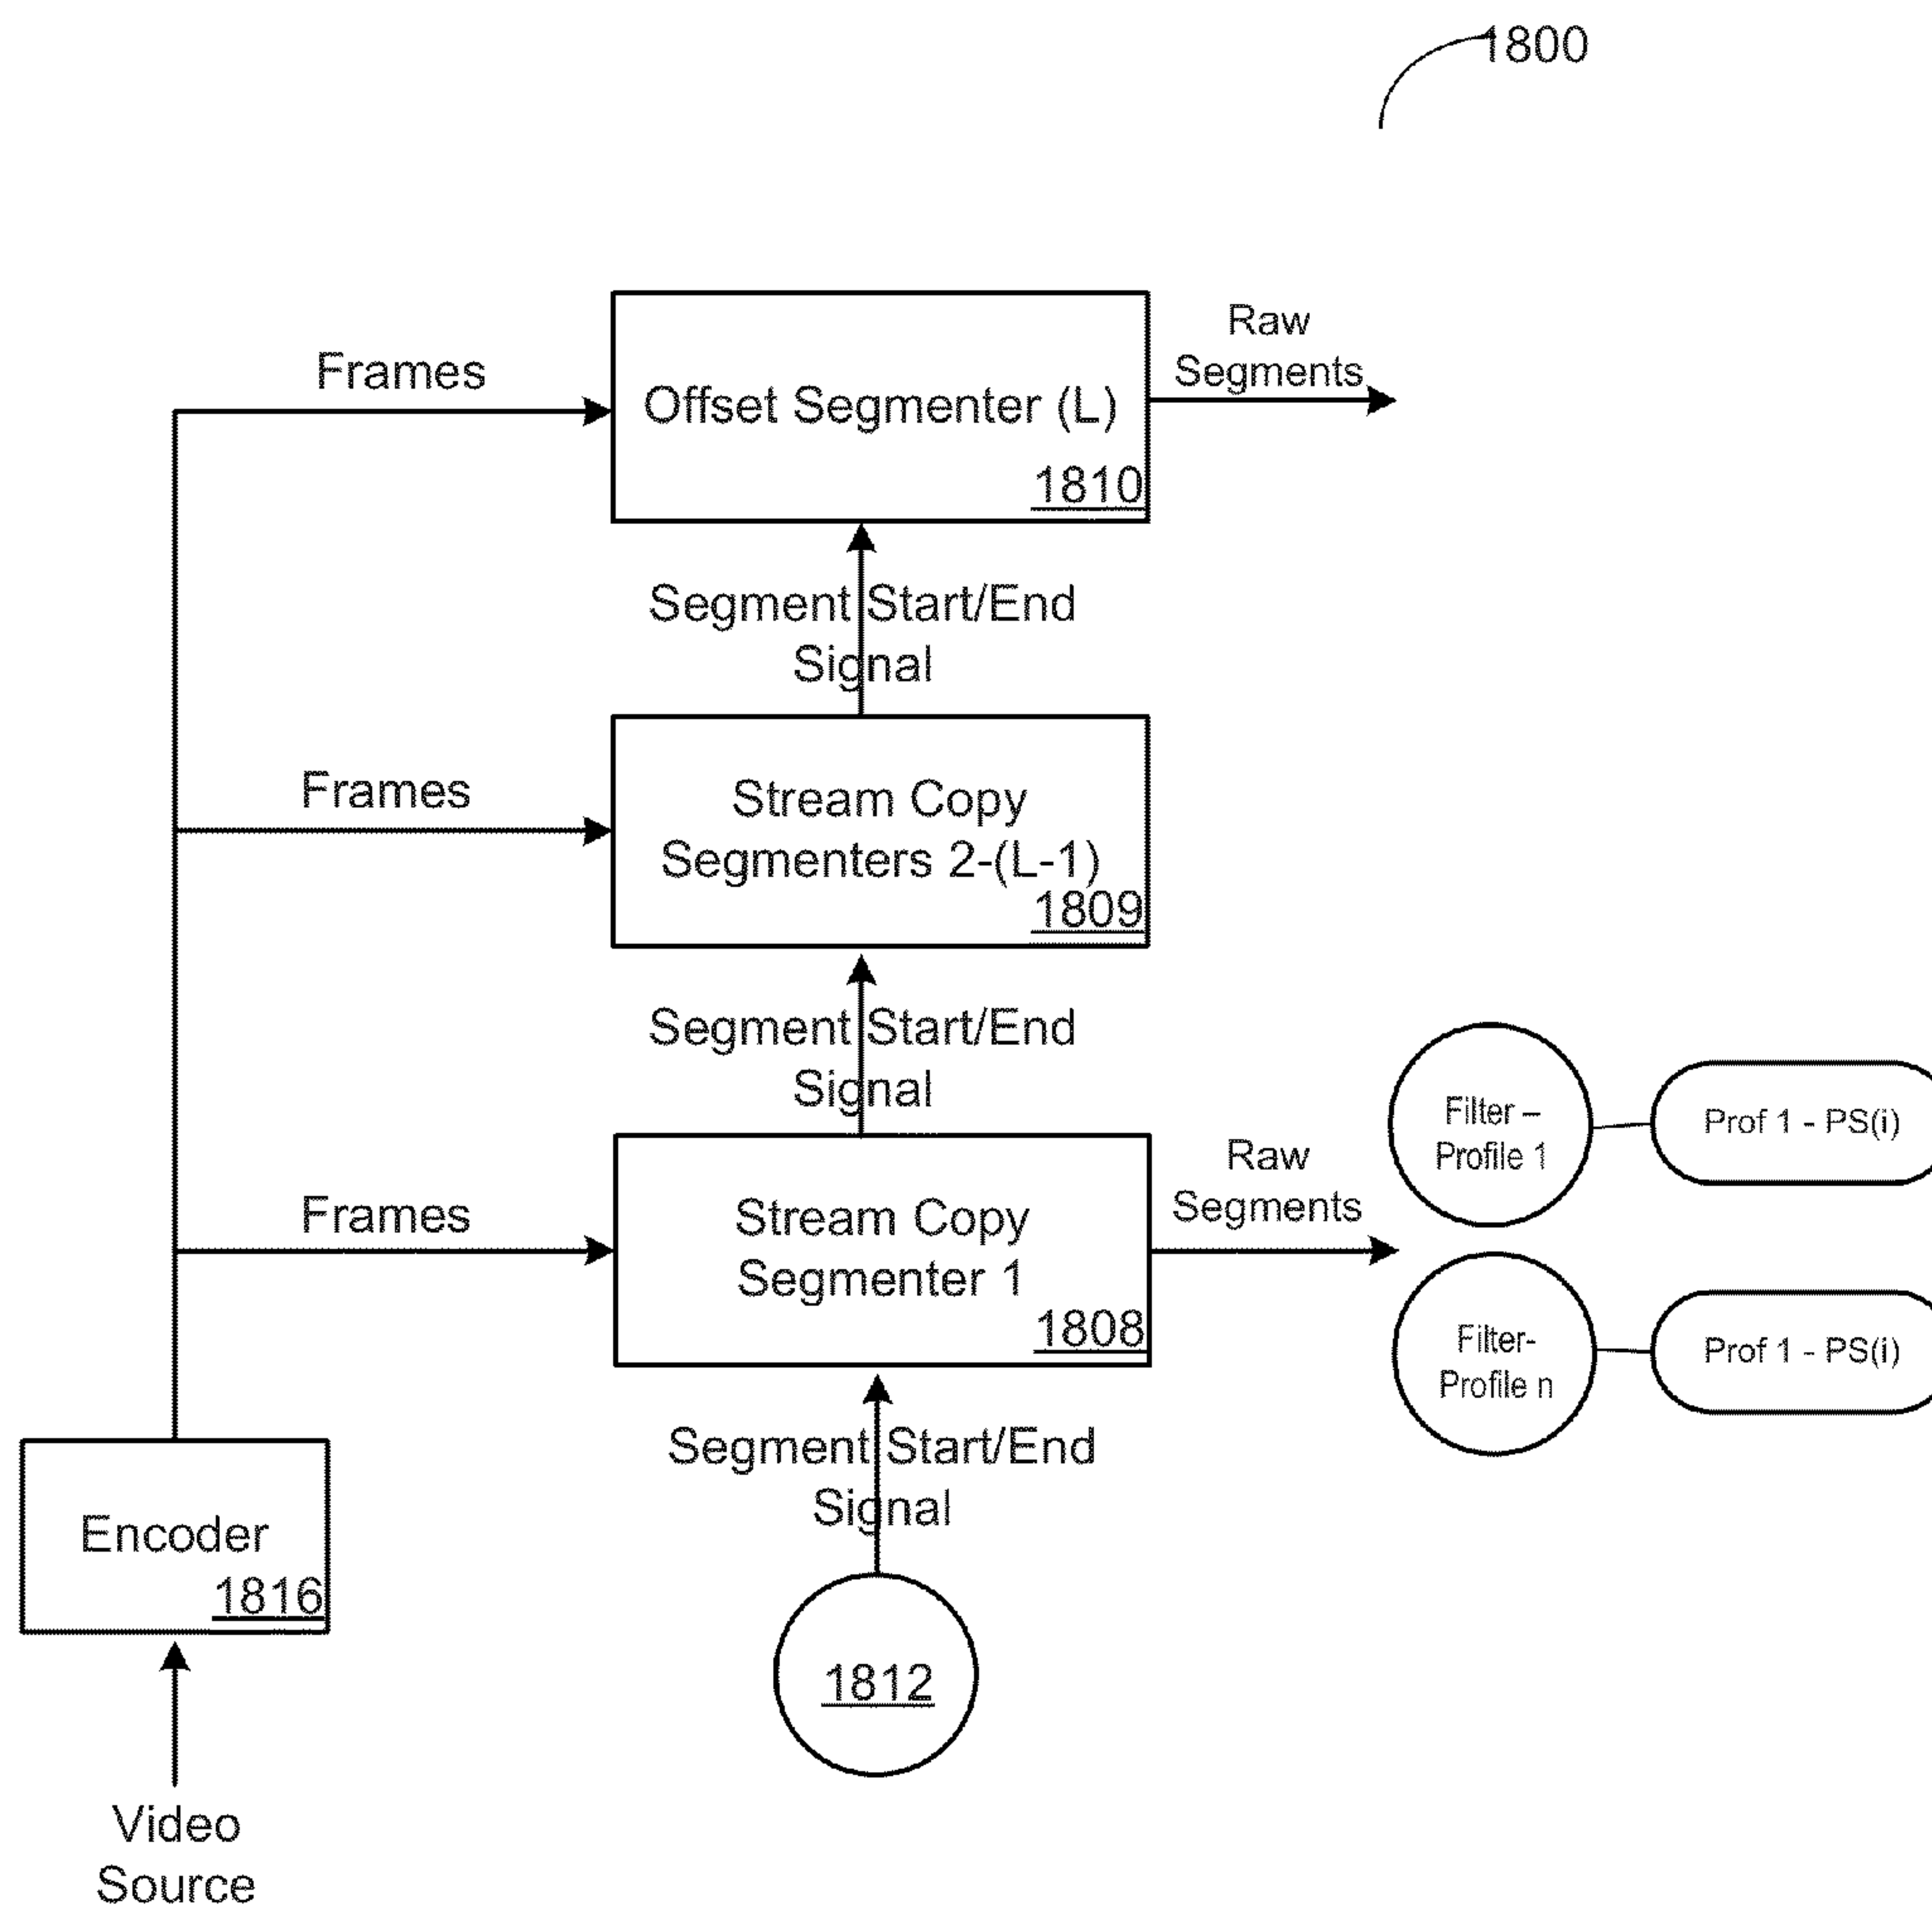 1800
Raw
Segments
Frames
Offset Segmenter (L)
1810
Segment Start/End
Signal
Frames
Stream Copy
Segmenters 2-(L-1)
1809
Segment Start/End
Signal
Filter –
Profile 1
Prof 1 - PS(i)
Raw
Segments
Frames
Stream Copy
Segmenter 1
1808
Filter-
Profile n
Prof 1 - PS(i)
Segment Start/End
Signal
Encoder
1816
1812
Video
Source